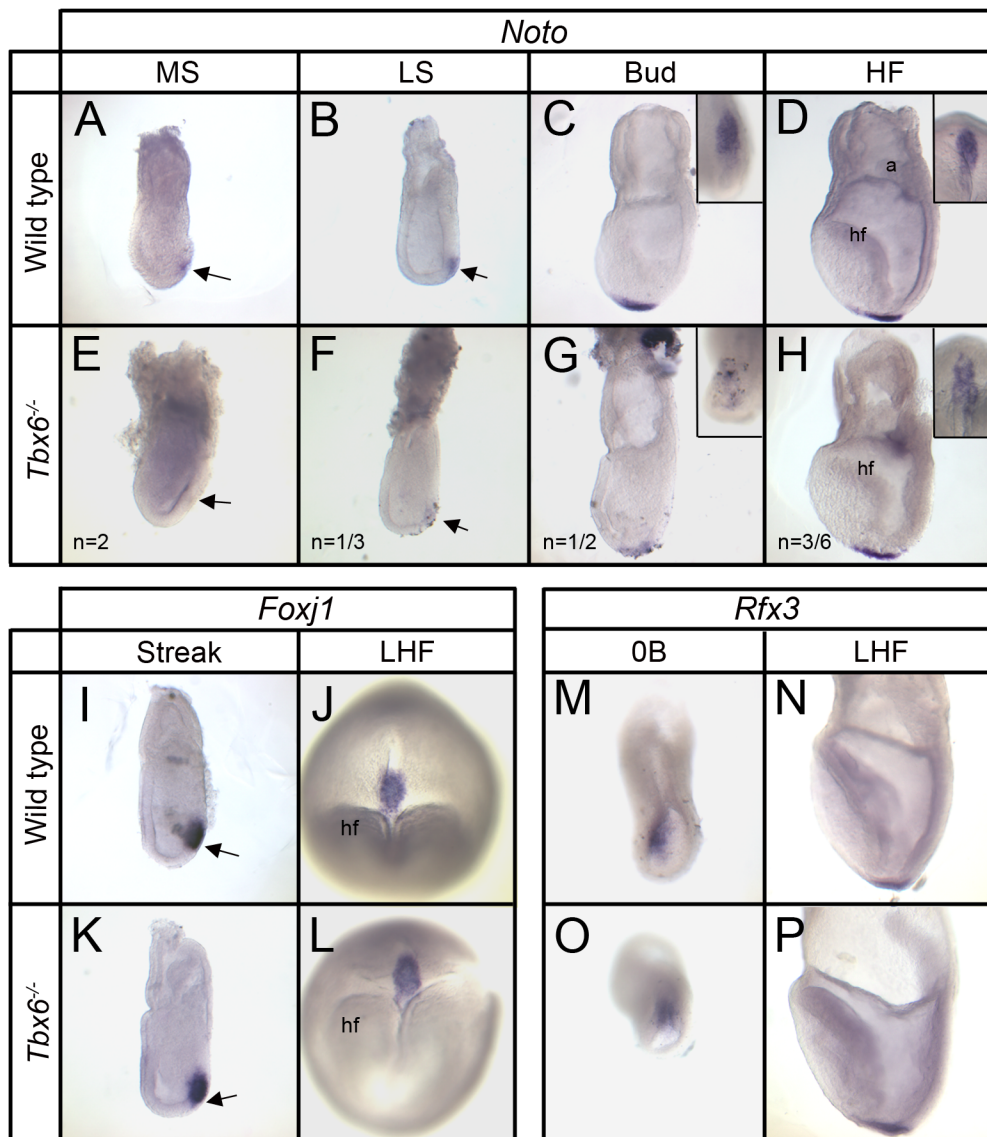 Noto
MS LS Bud HF
Wild type
A B C D
a
hf
Tbx6-/-
E F G H
hf
n=2 n=1/3 n=1/2 n=3/6
Foxj1 Rfx3
Streak LHF 0B LHF
Wild type
I J M N
hf
Tbx6-/-
K L O P
hf